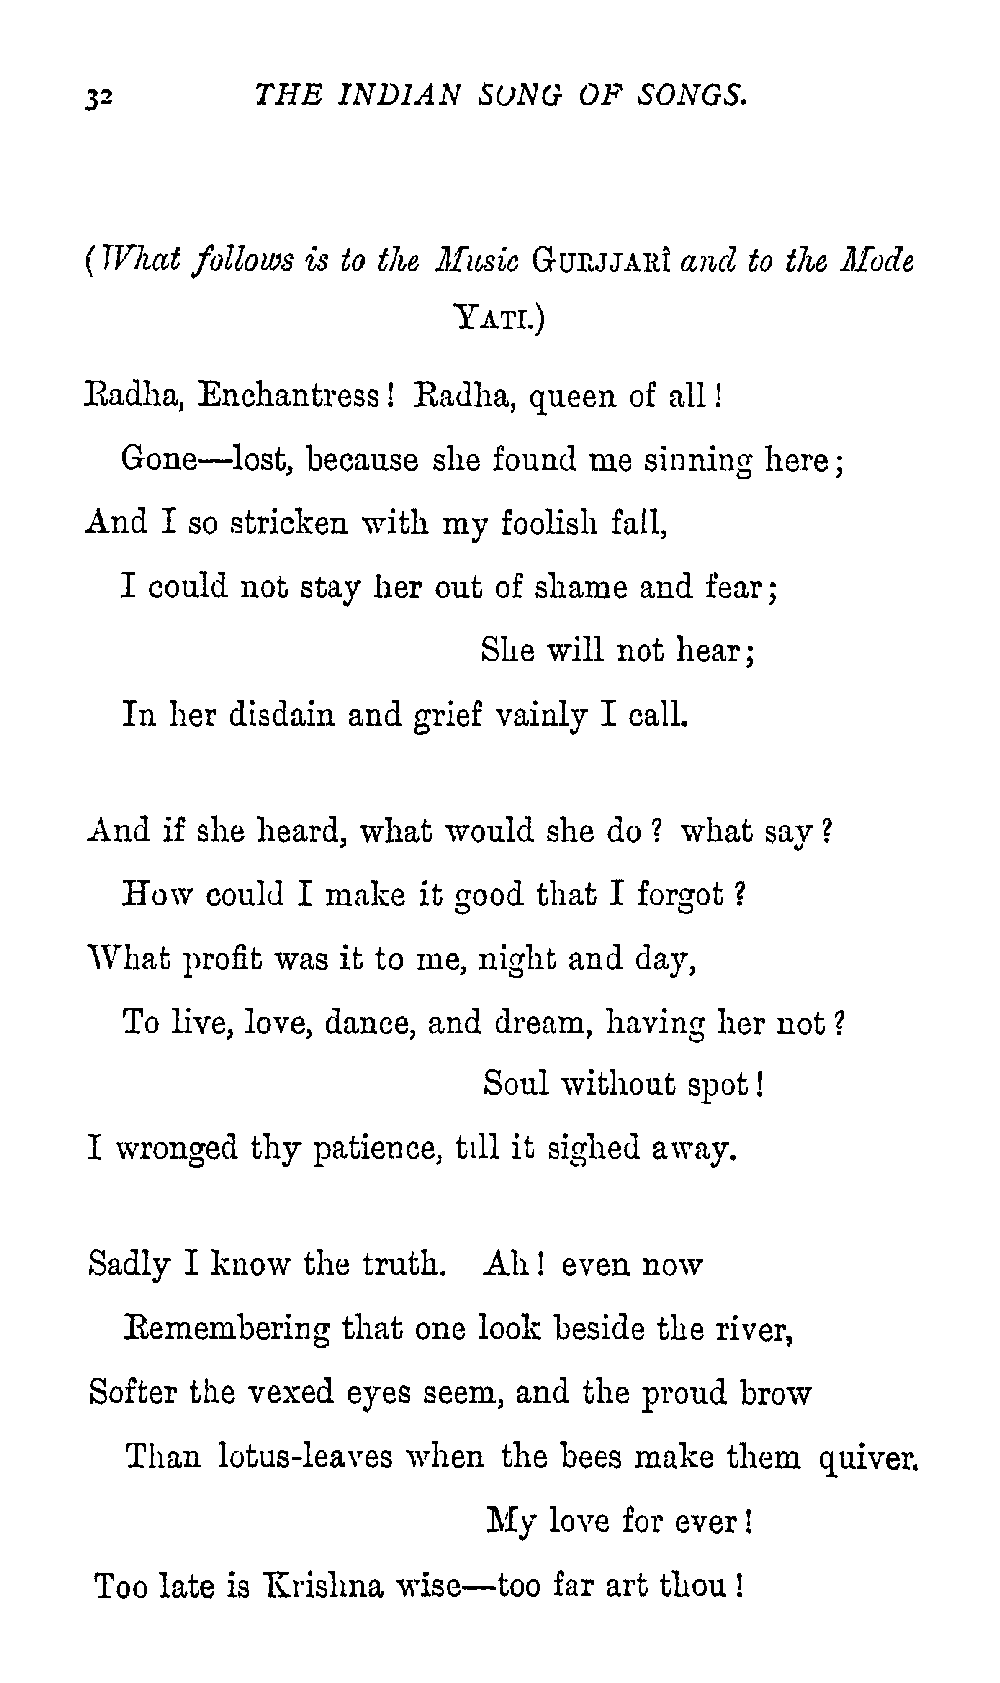 32 THE INDIAN SONG OF SONGS.
(What follows is to the Music GURJJARÎ and to the Mode
YATI.)
Radha, Enchantress! Radha, queen of all!
Gone—lost, because she found me sinning here;
And I so stricken with my foolish fall,
I could not stay her out of shame and fear;
She will not hear;
In her disdain and grief vainly I call.
And if she heard, what would she do? what say?
How could I make it good that I forgot?
What profit was it to me, night and day,
To live, love, dance, and dream, having her not?
Soul without spot!
I wronged thy patience, till it sighed away.
Sadly I know the truth. Ah! even now
Remembering that one look beside the river,
Softer the vexed eyes seem, and the proud brow
Than lotus-leaves when the bees make them quiver.
My love for ever!
Too late is Krishna wise—too far art thou!